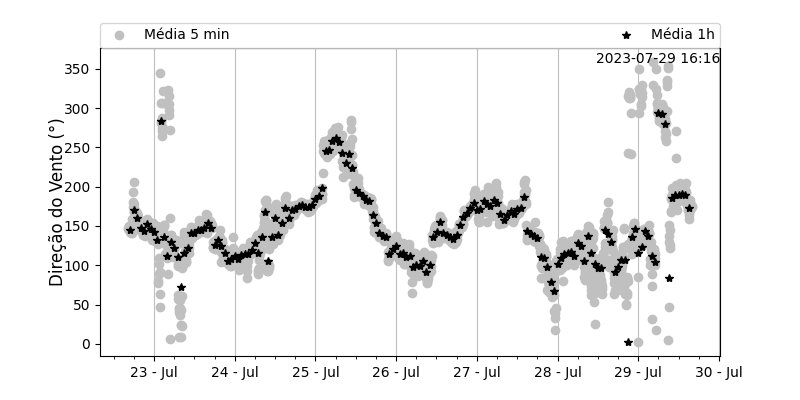 Média 5 min
Média 1h
2023-07-29 16:16
350
300
250
200
150
100
50
0
Direção do Vento (°)
23 - Jul
24 - Jul
25 - Jul
26 - Jul
27 - Jul
28 - Jul
29 - Jul
30 - Jul